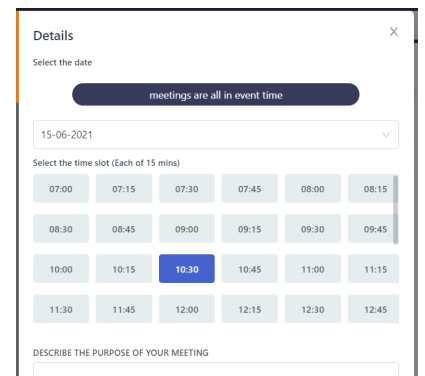 Details
Select the date
meetings are all in event time
15-06-2021
Select the time slot (Each of 15 mins)
07:00 07:15 07:30 07:45 08:00 08:15
08:30 08:45 09:00 09:15 09:30 09:45
10:00 10:15 10:30 10:45 11:00 11:15
11:30 11:45 12:00 12:15 12:30 12:45
DESCRIBE THE PURPOSE OF YOUR MEETING